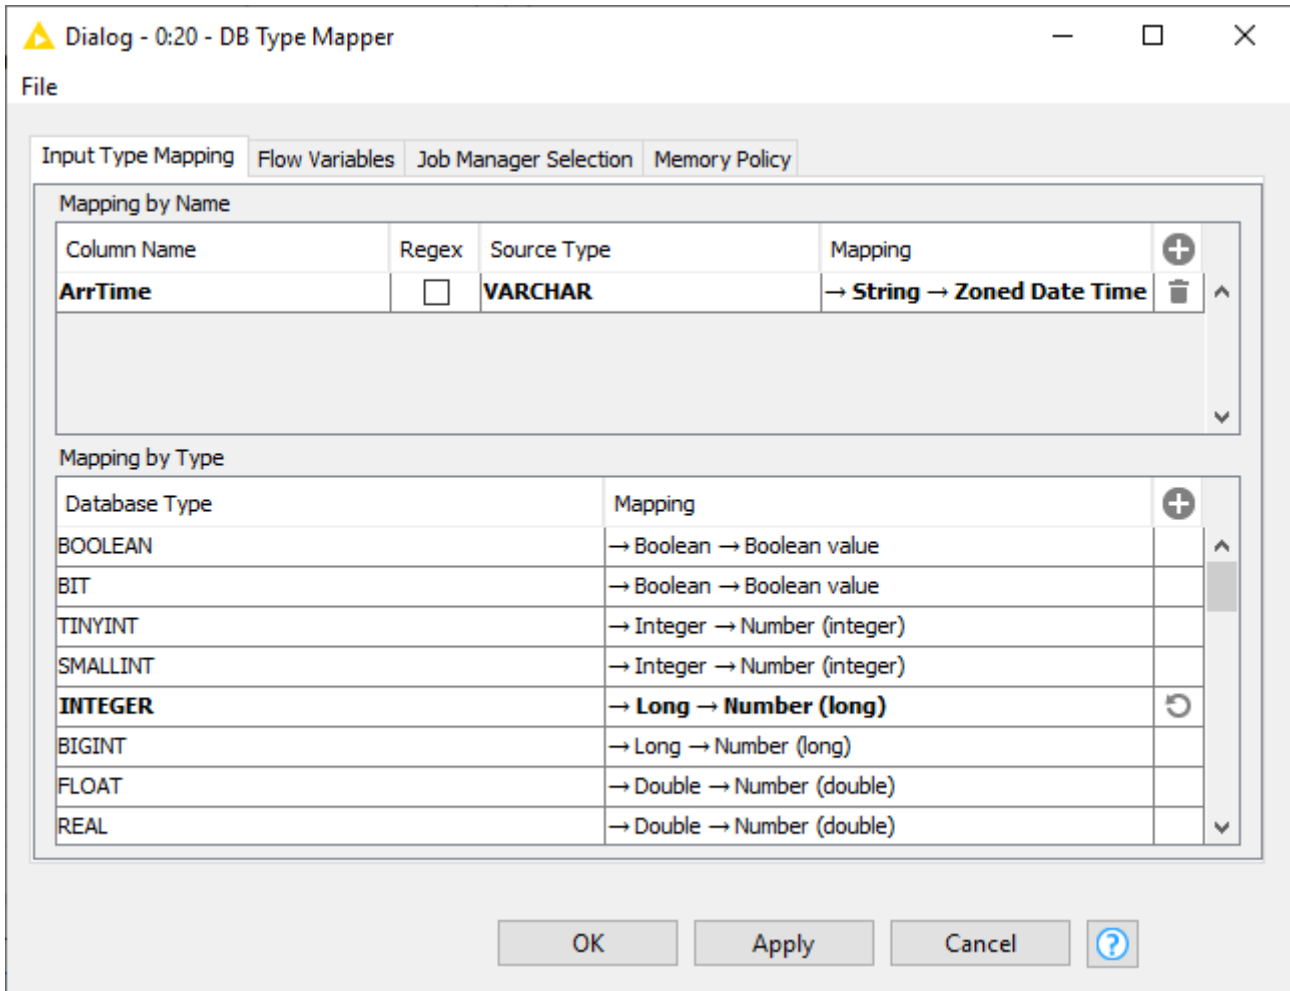 Dialog - 0:20 - DB Type Mapper
File
Input Type Mapping Flow Variables Job Manager Selection Memory Policy
Mapping by Name
Column Name Regex Source Type Mapping
ArrTime VARCHAR → String → Zoned Date Time
Mapping by Type
Database Type Mapping
BOOLEAN → Boolean → Boolean value
BIT → Boolean → Boolean value
TINYINT → Integer → Number (integer)
SMALLINT → Integer → Number (integer)
INTEGER → Long → Number (long)
BIGINT → Long → Number (long)
FLOAT → Double → Number (double)
REAL → Double → Number (double)
OK Apply Cancel ?